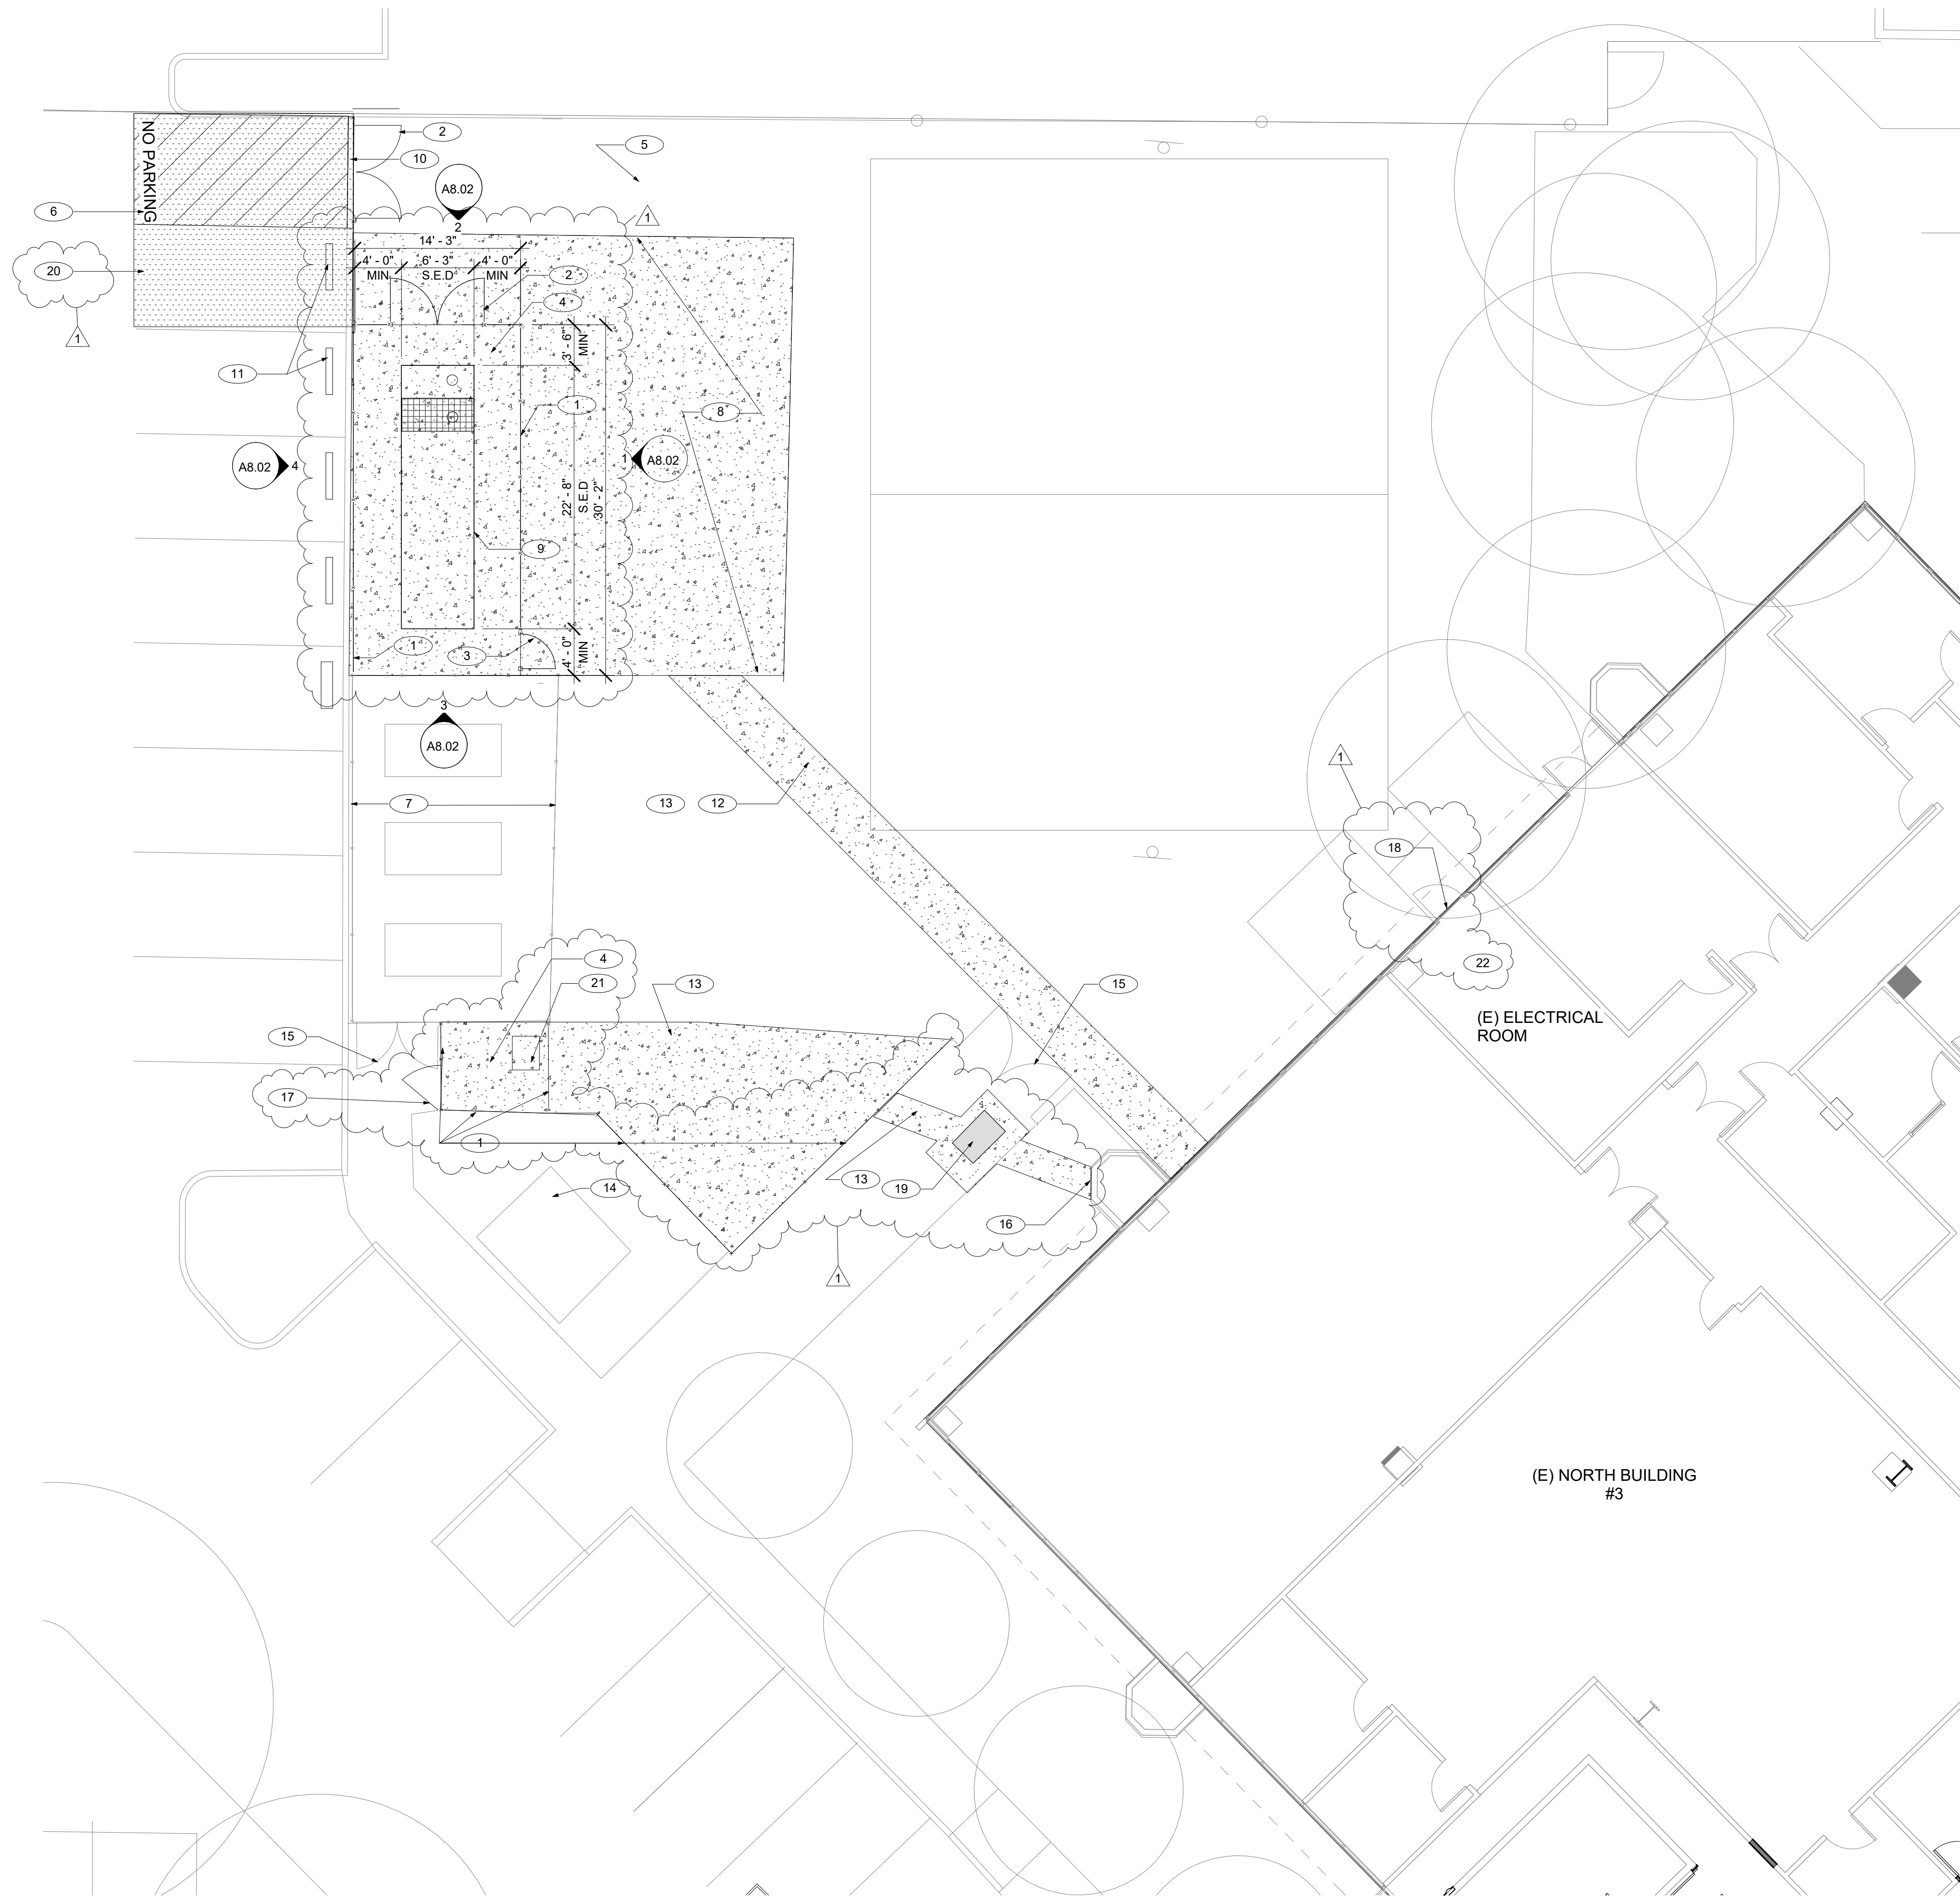 NO PARKING
2
10
5
A8.02
2
1
6
14' - 3"
4' - 0"
MIN
6' - 3"
S.E.D
4' - 0"
MIN
20
2
4
1
3' - 6"
MIN
11
1
8
A8.02
4
1
A8.02
22' - 8"
S.E.D
30' - 2"
9
1
3
4' - 0"
MIN
3
A8.02
7
13
12
1
18
4
22
21
13
15
(E) ELECTRICAL
ROOM
15
17
1
13
19
14
16
1
(E) NORTH BUILDING
#3